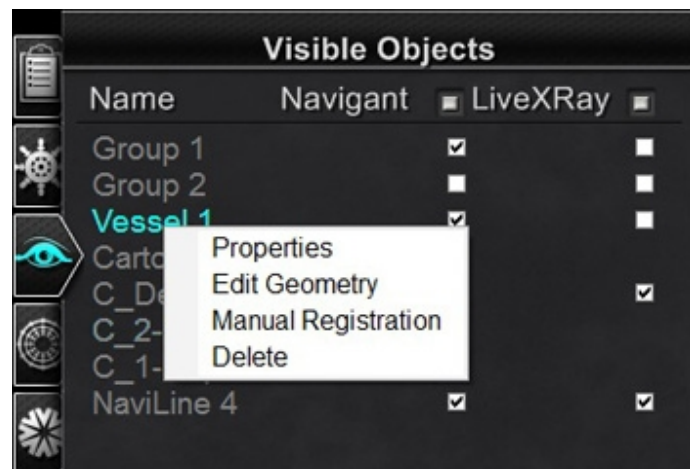 Visible Objects
Name Navigant LiveXRay
Group 1
Group 2
Vessel 1
Properties
Edit Geometry
Manual Registration
Delete
NaviLine 4